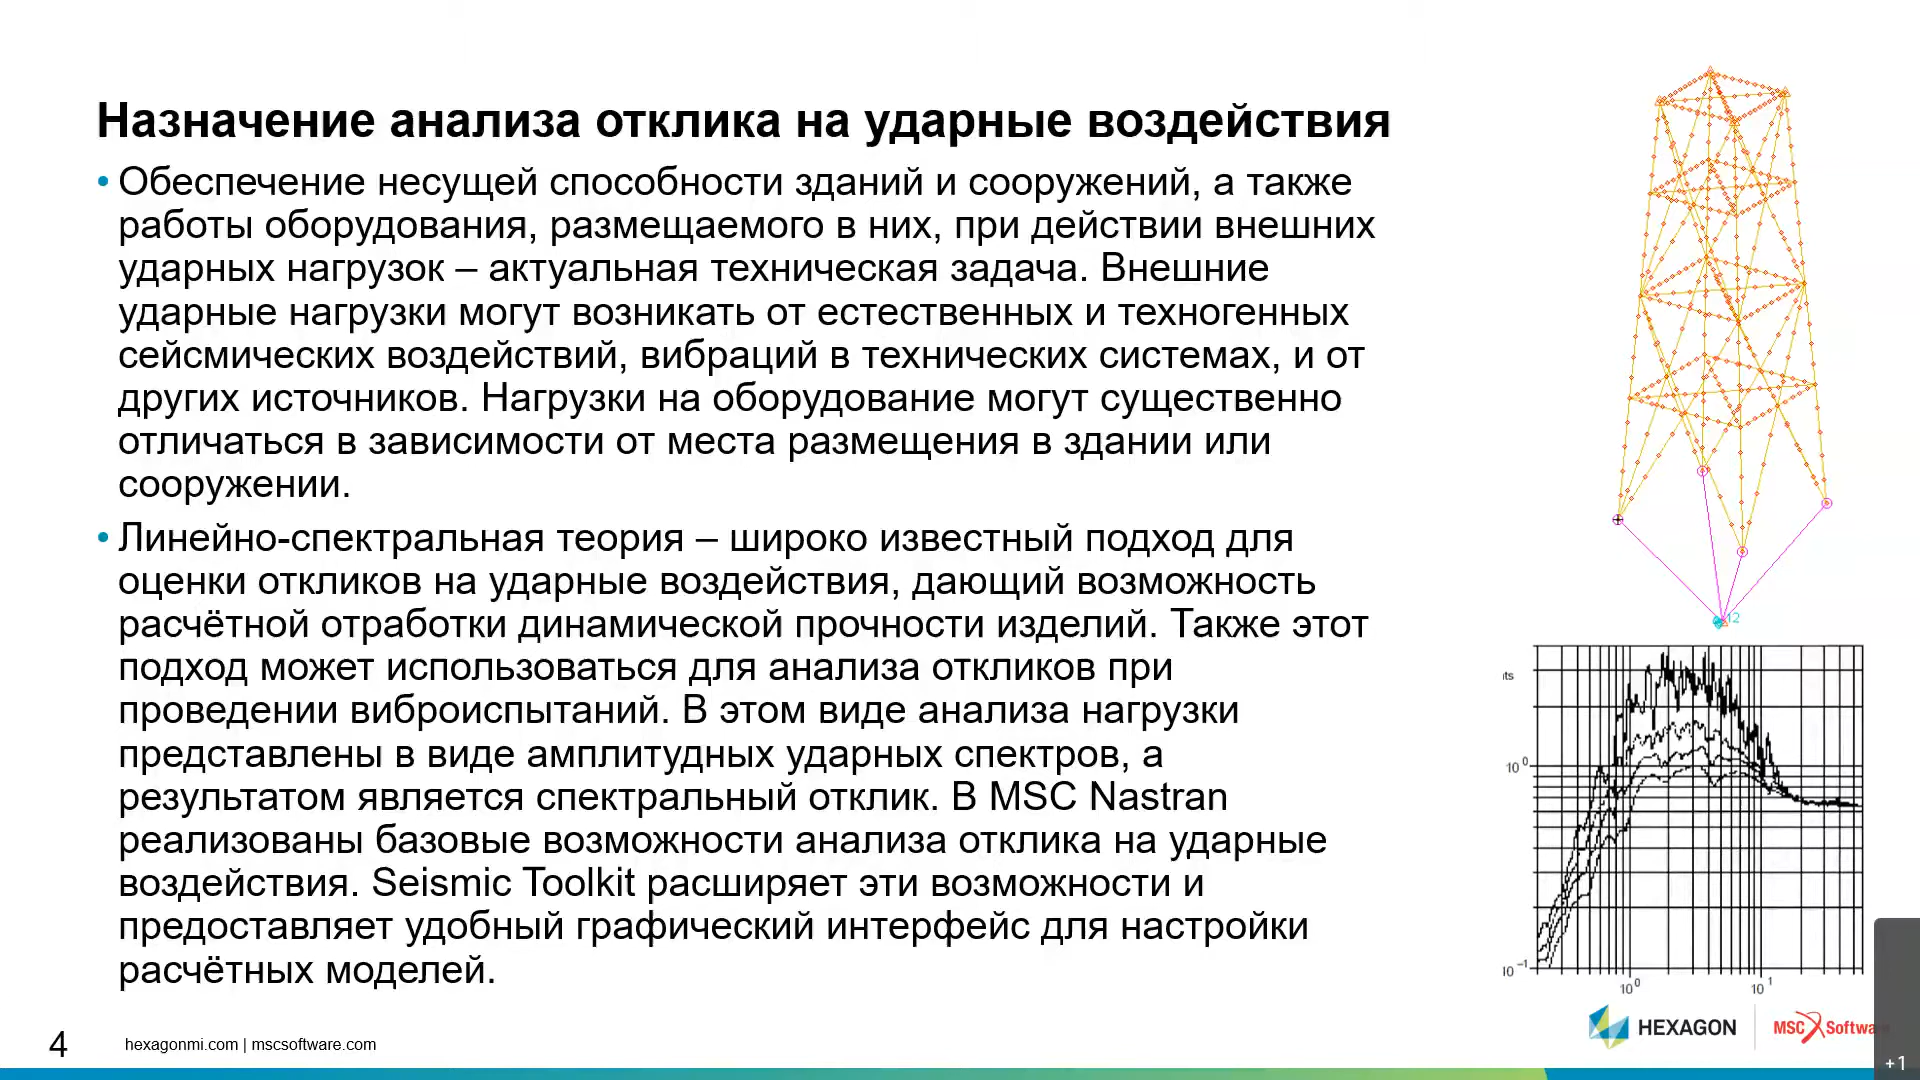 Назначение анализа отклика на ударные воздействия
• Обеспечение несущей способности зданий и сооружений, а также
работы оборудования, размещаемого в них, при действии внешних
ударных нагрузок – актуальная техническая задача. Внешние
ударные нагрузки могут возникать от естественных и техногенных
сейсмических воздействий, вибраций в технических системах, и от
других источников. Нагрузки на оборудование могут существенно
отличаться в зависимости от места размещения в здании или
сооружении.
• Линейно-спектральная теория – широко известный подход для
оценки откликов на ударные воздействия, дающий возможность
расчётной отработки динамической прочности изделий. Также этот
подход может использоваться для анализа откликов при
проведении виброиспытаний. В этом виде анализа нагрузки
представлены в виде амплитудных ударных спектров, а
результатом является спектральный отклик. В MSC Nastran
реализованы базовые возможности анализа отклика на ударные
воздействия. Seismic Toolkit расширяет эти возможности и
предоставляет удобный графический интерфейс для настройки
расчётных моделей.
12
10⁰
10⁻¹
10⁰
10¹
4
hexagonmi.com | mscsoftware.com
HEXAGON
MSC Software
+1